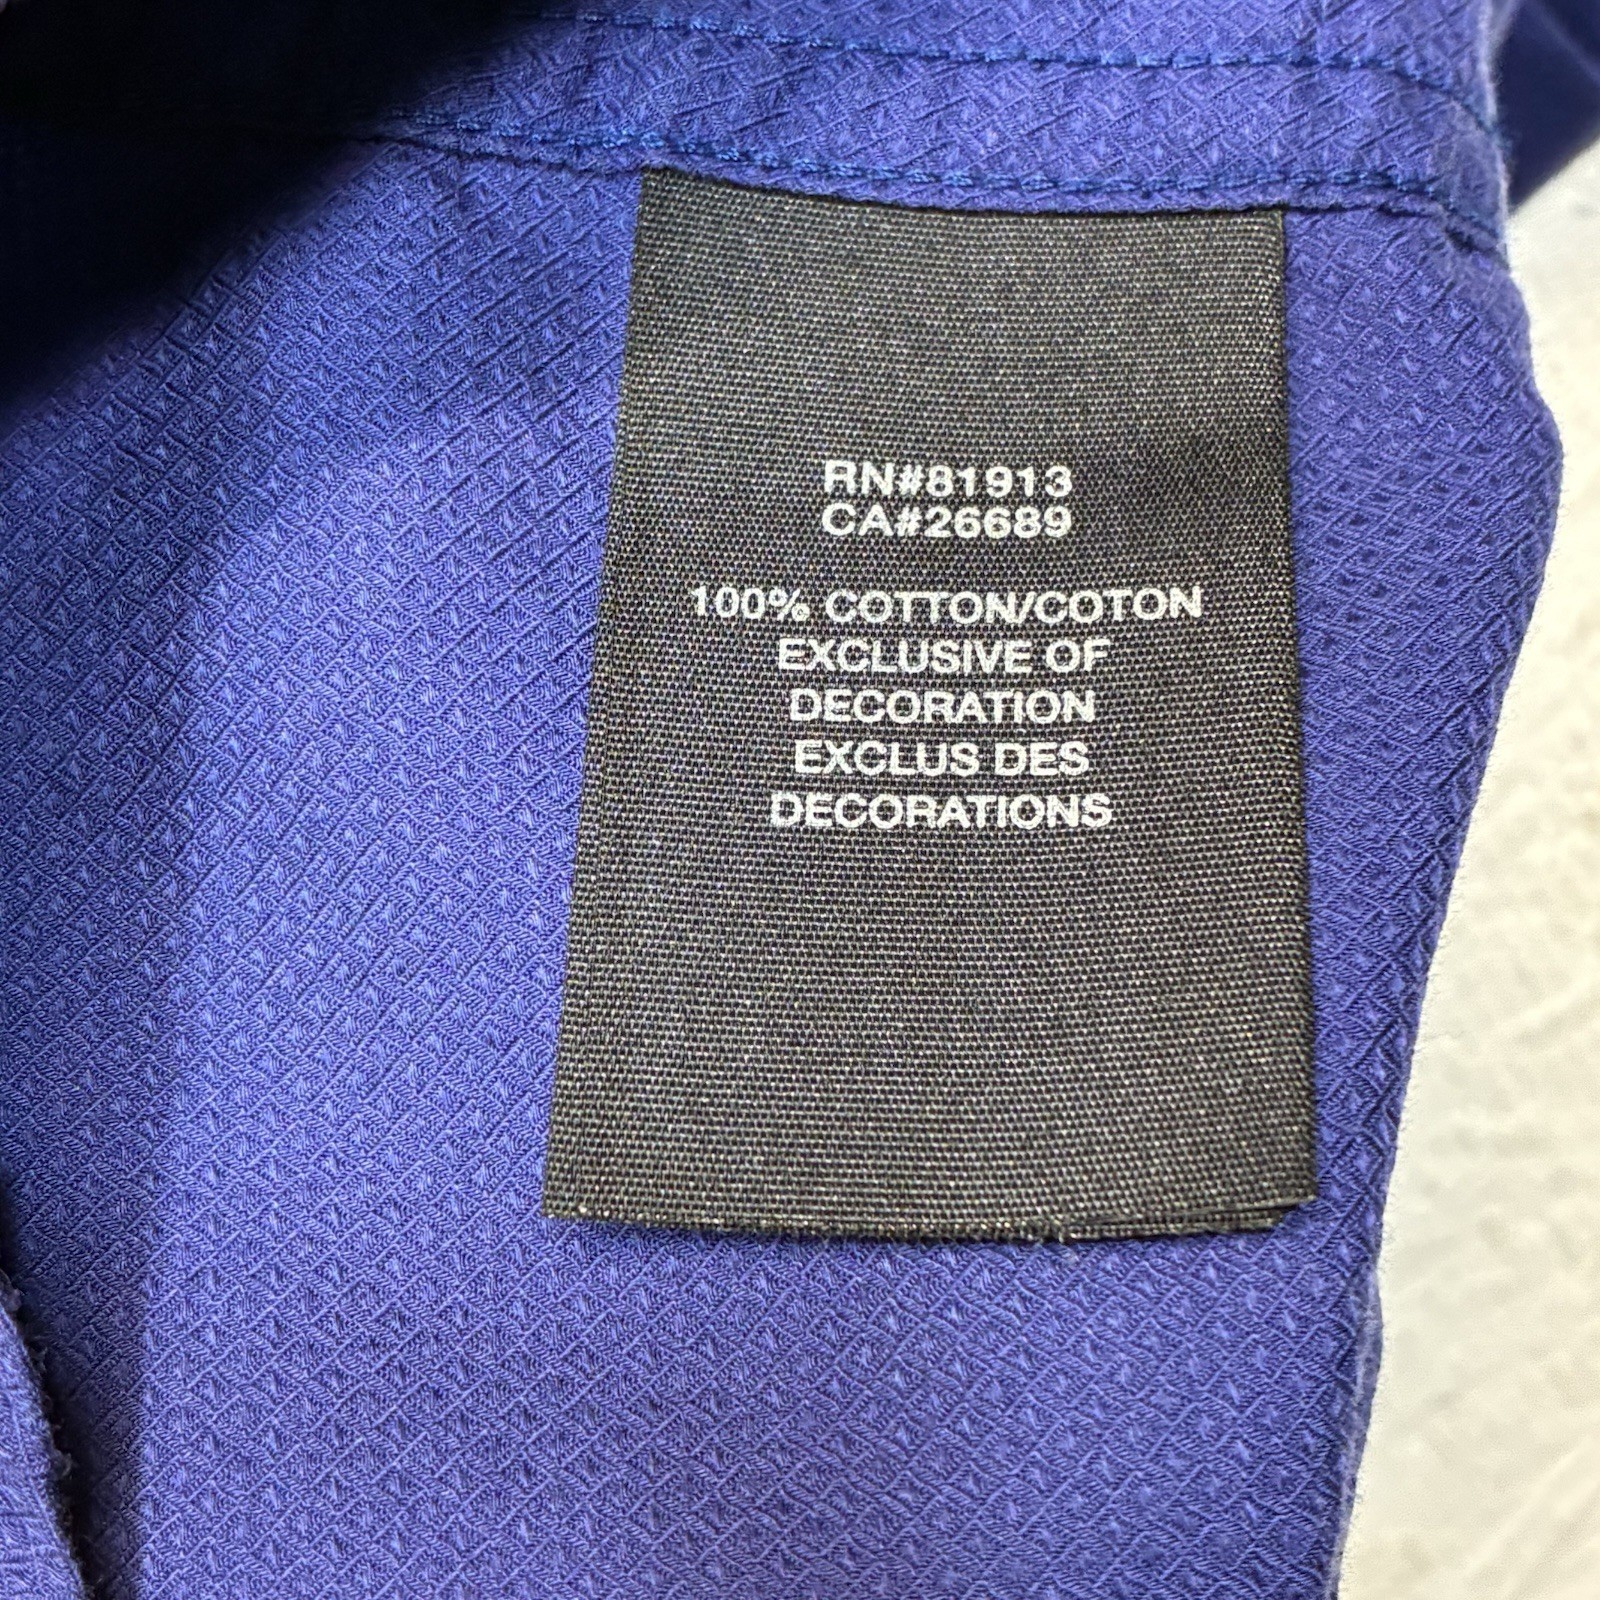 RN#81913
CA#26689
100% COTTON/COTON
EXCLUSIVE OF
DECORATION
EXCLUS DES
DECORATIONS